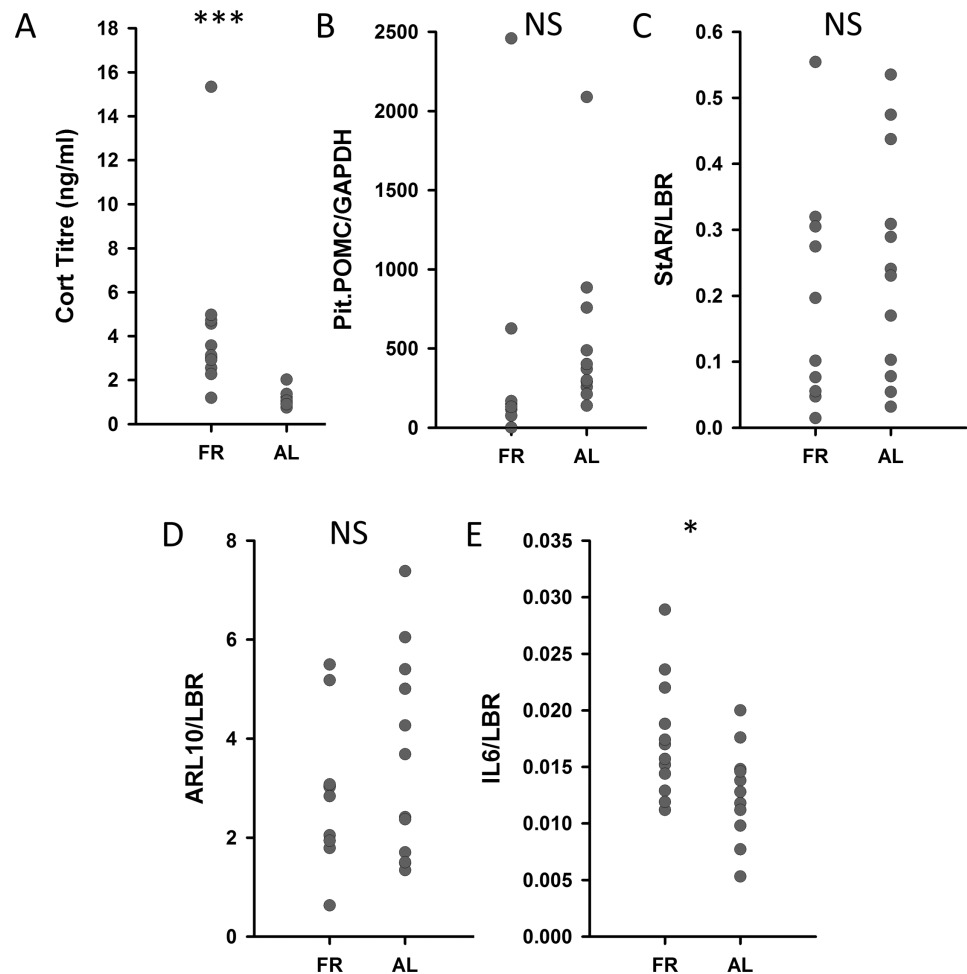 A
***
Cort Titre (ng/ml)
18
16
14
12
10
8
6
4
2
0
FR
AL
B
NS
Pit.POMC/GAPDH
2500
2000
1500
1000
500
0
FR
AL
C
NS
StAR/LBR
0.6
0.5
0.4
0.3
0.2
0.1
0.0
FR
AL
D
NS
ARL10/LBR
8
6
4
2
0
FR
AL
E
*
IL6/LBR
0.035
0.030
0.025
0.020
0.015
0.010
0.005
0.000
FR
AL